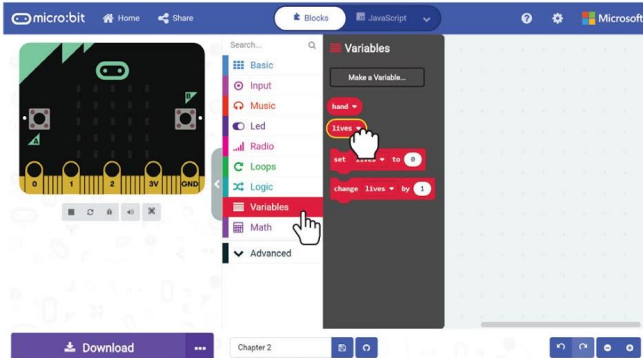 micro:bit Home Share Blocks JavaScript Microsoft
Search...
Basic
Input
Music
Led
Radio
Loops
Logic
Variables
Math
Advanced
Variables
Make a Variable...
hand
lives
set to 0
change lives by 1
B
A
0 1 2 3V GND
Download
Chapter 2